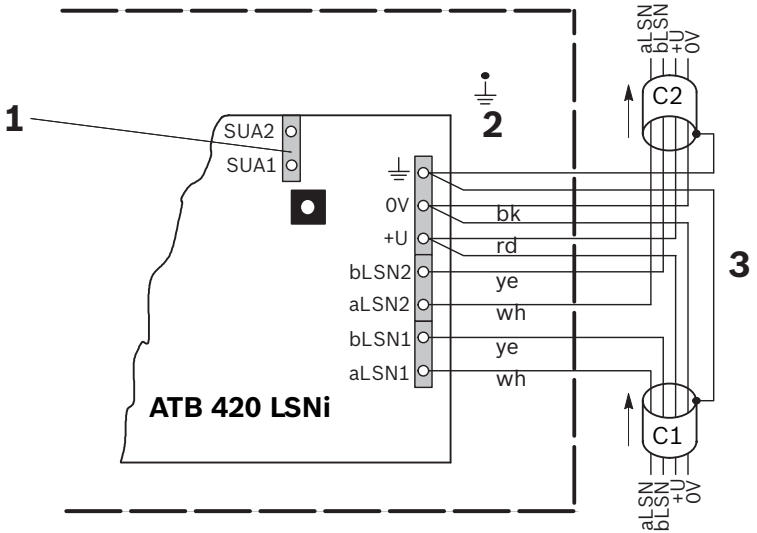 aLSN
bLSN
+U
0V
C2
1
SUA2
SUA1
2
0V
bk
+U
rd
3
bLSN2
ye
aLSN2
wh
bLSN1
ye
aLSN1
wh
ATB 420 LSNi
C1
aLSN
bLSN
+U
0V